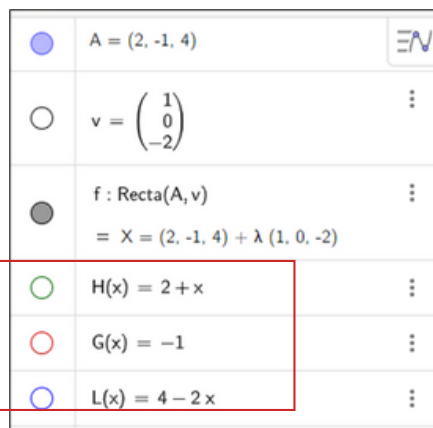 A = (2, -1, 4)
v = ( 1
0
−2 )
f : Recta(A, v)
= X = (2, -1, 4) + λ (1, 0, -2)
H(x) = 2 + x
G(x) = −1
L(x) = 4 − 2 x